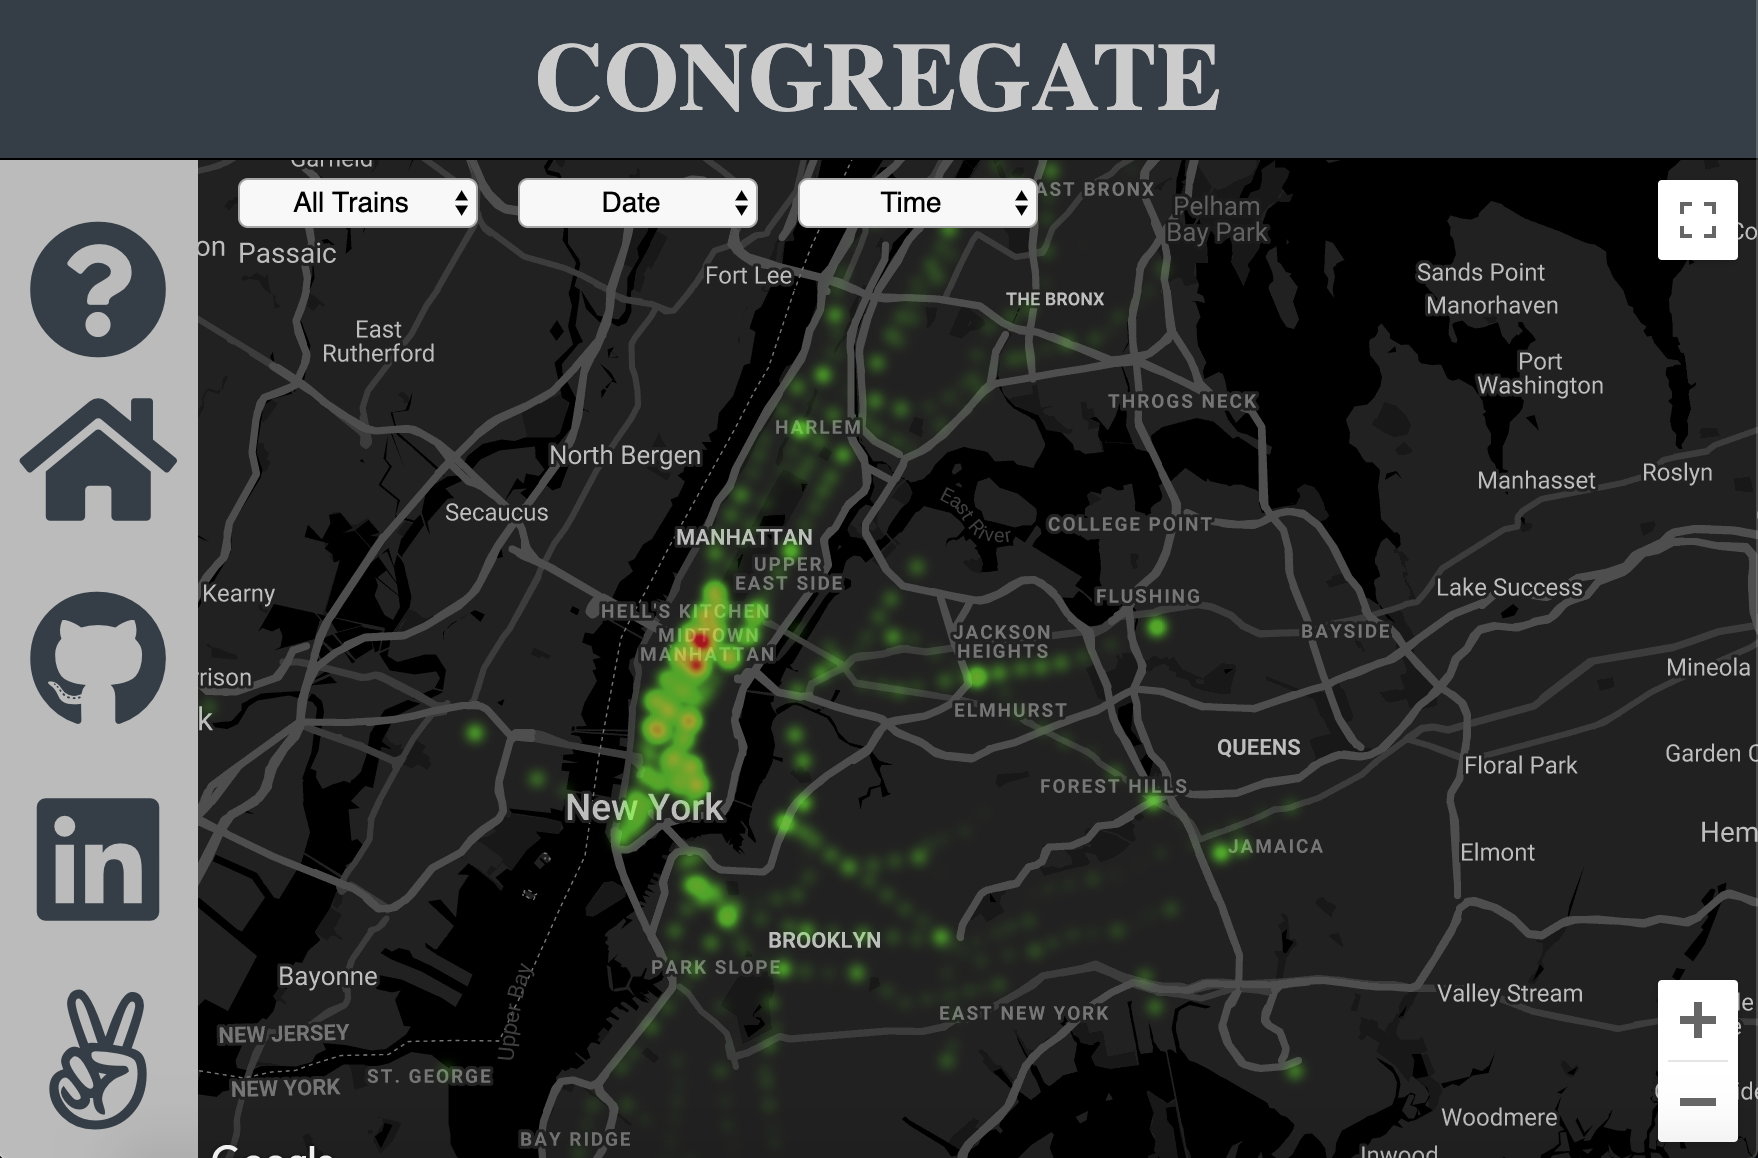 CONGREGATE
Garfield
All Trains
Date
Time
AST BRONX
Pelham
Bay Park
on
Passaic
Fort Lee
Co
Sands Point
Manorhaven
THE BRONX
East
Rutherford
Port
Washington
THROGS NECK
HARLEM
North Bergen
Manhasset
Roslyn
Secaucus
East River
COLLEGE POINT
MANHATTAN
UPPER
EAST SIDE
Kearny
FLUSHING
Lake Success
HELL'S KITCHEN
MIDTOWN
MANHATTAN
JACKSON
HEIGHTS
BAYSIDE
rrison
Mineola
k
ELMHURST
QUEENS
Garden C
Floral Park
FOREST HILLS
New York
Hem
JAMAICA
Elmont
in
BROOKLYN
PARK SLOPE
Bayonne
Upper Bay
Valley Stream
EAST NEW YORK
NEW JERSEY
NEW YORK
ST. GEORGE
Woodmere
BAY RIDGE
Google
Inwood